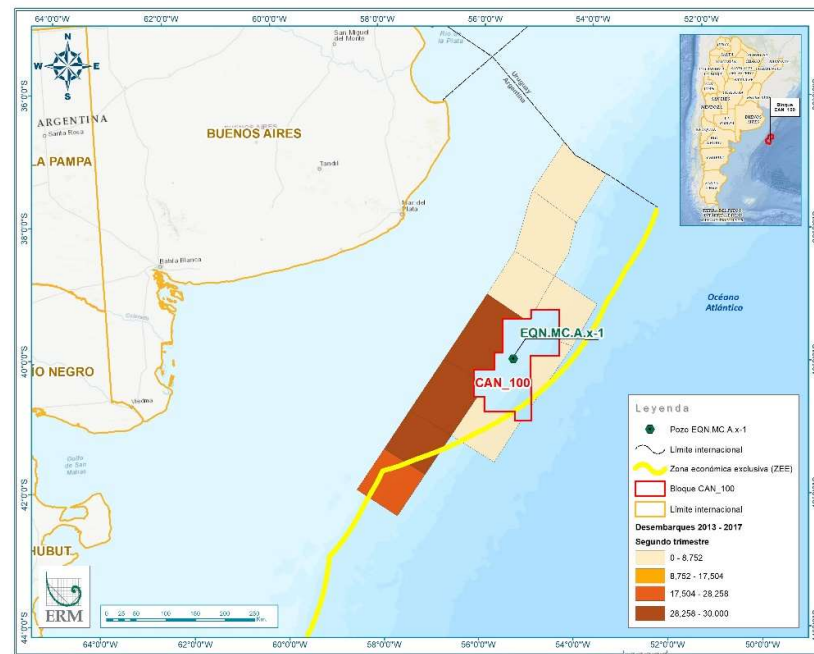 64°0'0"O 62°0'0"O 60°0'0"O 58°0'0"O 56°0'0"O 54°0'0"O 52°0'0"O
36°0'0"S
38°0'0"S
40°0'0"S
42°0'0"S
44°0'0"S
N
W E
S
ARGENTINA
Santa Rosa
A PAMPA
BUENOS AIRES
San Miguel
del Monte
Rio de
la Plata
Uruguay
Argentina
Tandil
Mar del
Plata
Bahía Blanca
ÍO NEGRO
Viedma
Golfo
de San
Matías
HUBUT
Océano
Atlántico
EQN.MC.A.x-1
CAN_100
Bloque
CAN_100
Leyenda
Pozo EQN.MC.A.x-1
Límite internacional
Zona económica exclusiva (ZEE)
Bloque CAN_100
Límite internacional
Desembarques 2013 - 2017
Segundo trimestre
0 - 8,752
8,752 - 17,504
17,504 - 28,258
28,258 - 30.000
ERM
0 25 50 100 150 200 250
Km.
64°0'0"O 62°0'0"O 60°0'0"O 58°0'0"O 56°0'0"O 54°0'0"O 52°0'0"O 50°0'0"O